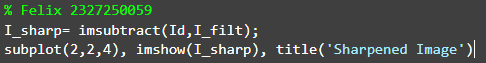 % Felix 2327250059
I_sharp= imsubtract(Id,I_filt);
subplot(2,2,4), imshow(I_sharp), title('Sharpened Image')